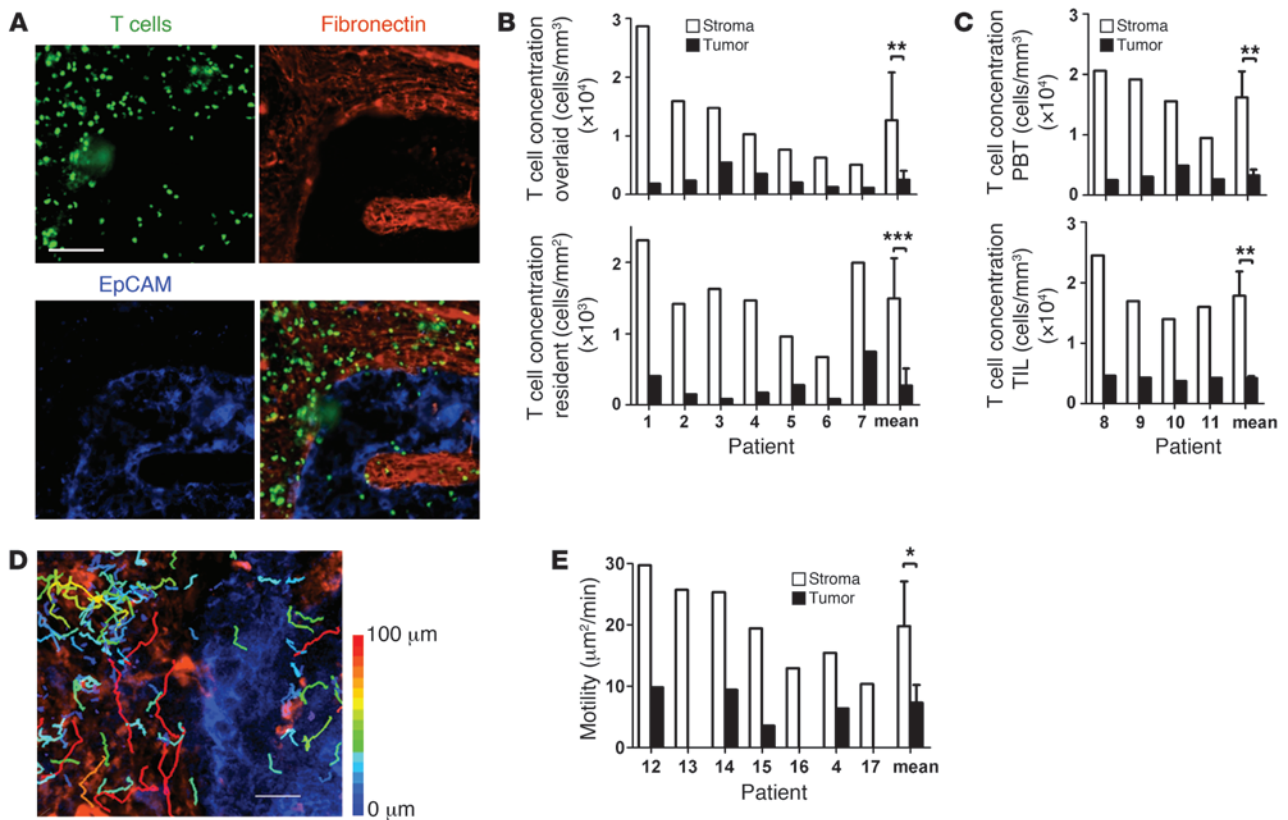 A
T cells
Fibronectin
EpCAM
B
T cell concentration
overlaid (cells/mm³)
(×10⁴)
3
2
1
0
Stroma
Tumor
**
T cell concentration
resident (cells/mm²)
(×10³)
2
1
0
***
1 2 3 4 5 6 7 mean
Patient
C
T cell concentration
PBT (cells/mm³)
(×10⁴)
3
2
1
0
Stroma
Tumor
**
T cell concentration
TIL (cells/mm³)
(×10⁴)
3
2
1
0
**
8 9 10 11 mean
Patient
D
100 µm
0 µm
E
Motility (µm²/min)
30
20
10
0
Stroma
Tumor
*
12 13 14 15 16 4 17 mean
Patient